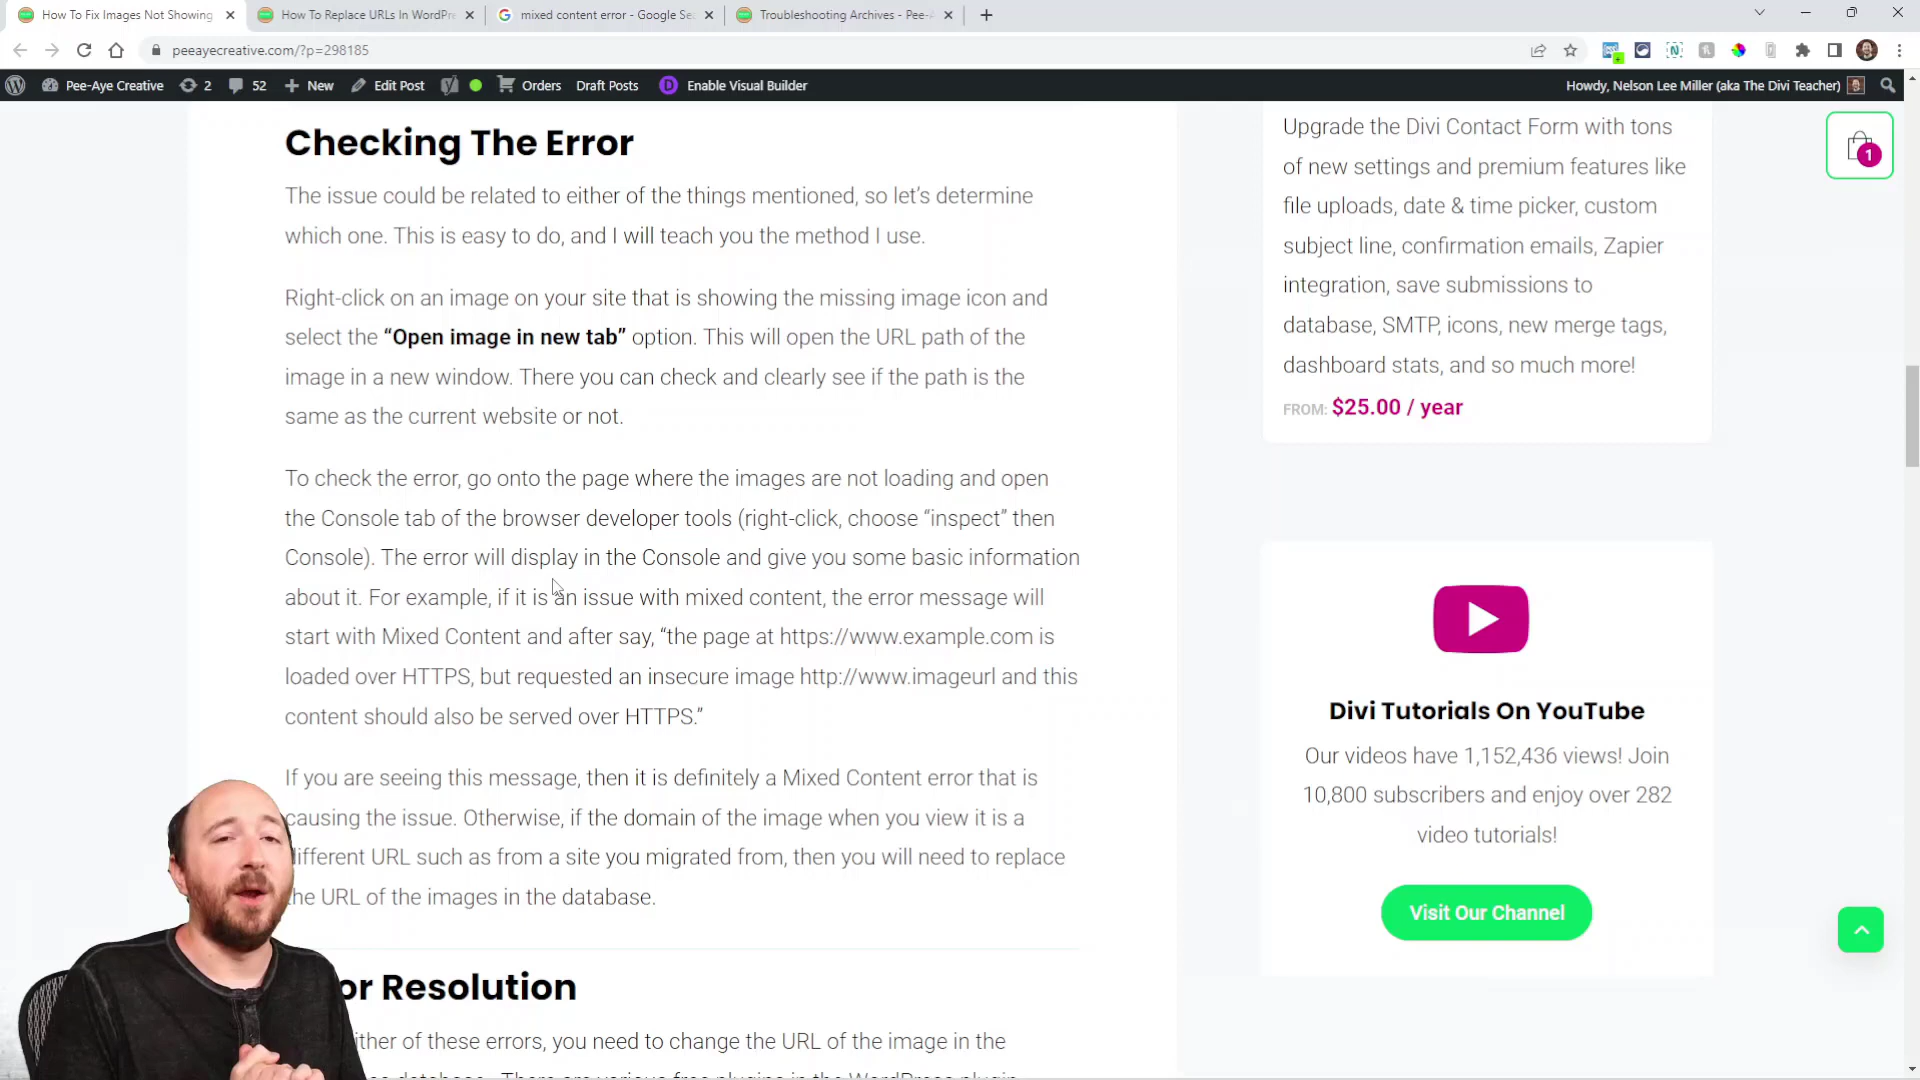 How To Fix Images Not Showing
How To Replace URLs In WordPre
mixed content error - Google Se
Troubleshooting Archives - Pee-A
peeayecreative.com/?p=298185
Pee-Aye Creative 2 52 New Edit Post Orders Draft Posts Enable Visual Builder Howdy, Nelson Lee Miller (aka The Divi Teacher)
Checking The Error
The issue could be related to either of the things mentioned, so let’s determine
which one. This is easy to do, and I will teach you the method I use.
Right-click on an image on your site that is showing the missing image icon and
select the “Open image in new tab” option. This will open the URL path of the
image in a new window. There you can check and clearly see if the path is the
same as the current website or not.
To check the error, go onto the page where the images are not loading and open
the Console tab of the browser developer tools (right-click, choose “inspect” then
Console). The error will display in the Console and give you some basic information
about it. For example, if it is an issue with mixed content, the error message will
start with Mixed Content and after say, “the page at https://www.example.com is
loaded over HTTPS, but requested an insecure image http://www.imageurl and this
content should also be served over HTTPS.”
If you are seeing this message, then it is definitely a Mixed Content error that is
causing the issue. Otherwise, if the domain of the image when you view it is a
different URL such as from a site you migrated from, then you will need to replace
the URL of the images in the database.
or Resolution
ither of these errors, you need to change the URL of the image in the
Upgrade the Divi Contact Form with tons
of new settings and premium features like
file uploads, date & time picker, custom
subject line, confirmation emails, Zapier
integration, save submissions to
database, SMTP, icons, new merge tags,
dashboard stats, and so much more!
FROM: $25.00 / year
1
Divi Tutorials On YouTube
Our videos have 1,152,436 views! Join
10,800 subscribers and enjoy over 282
video tutorials!
Visit Our Channel